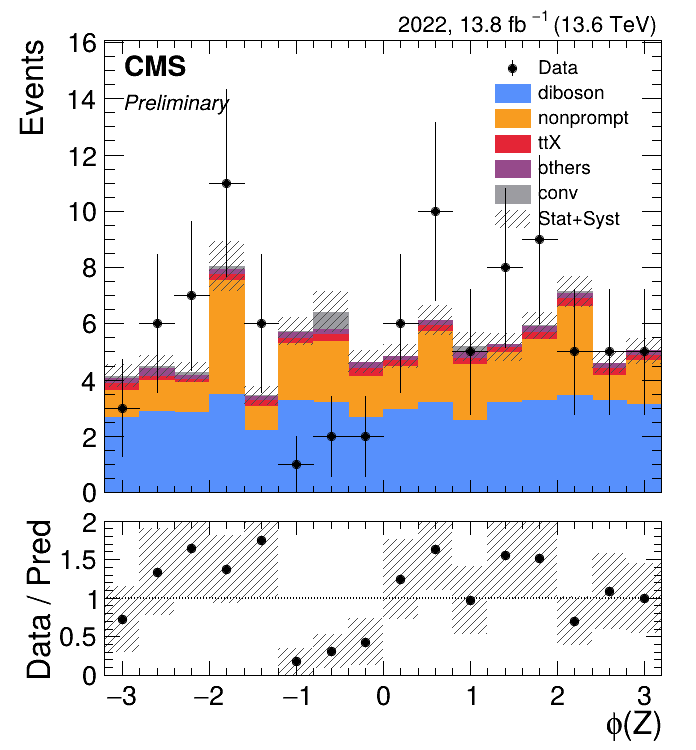 2022, 13.8 fb⁻¹ (13.6 TeV)
Events
16
14
12
10
8
6
4
2
0
CMS
Preliminary
Data
diboson
nonprompt
ttX
others
conv
Stat+Syst
Data / Pred
2
1.5
1
0.5
0
−3 −2 −1 0 1 2 3
ϕ(Z)